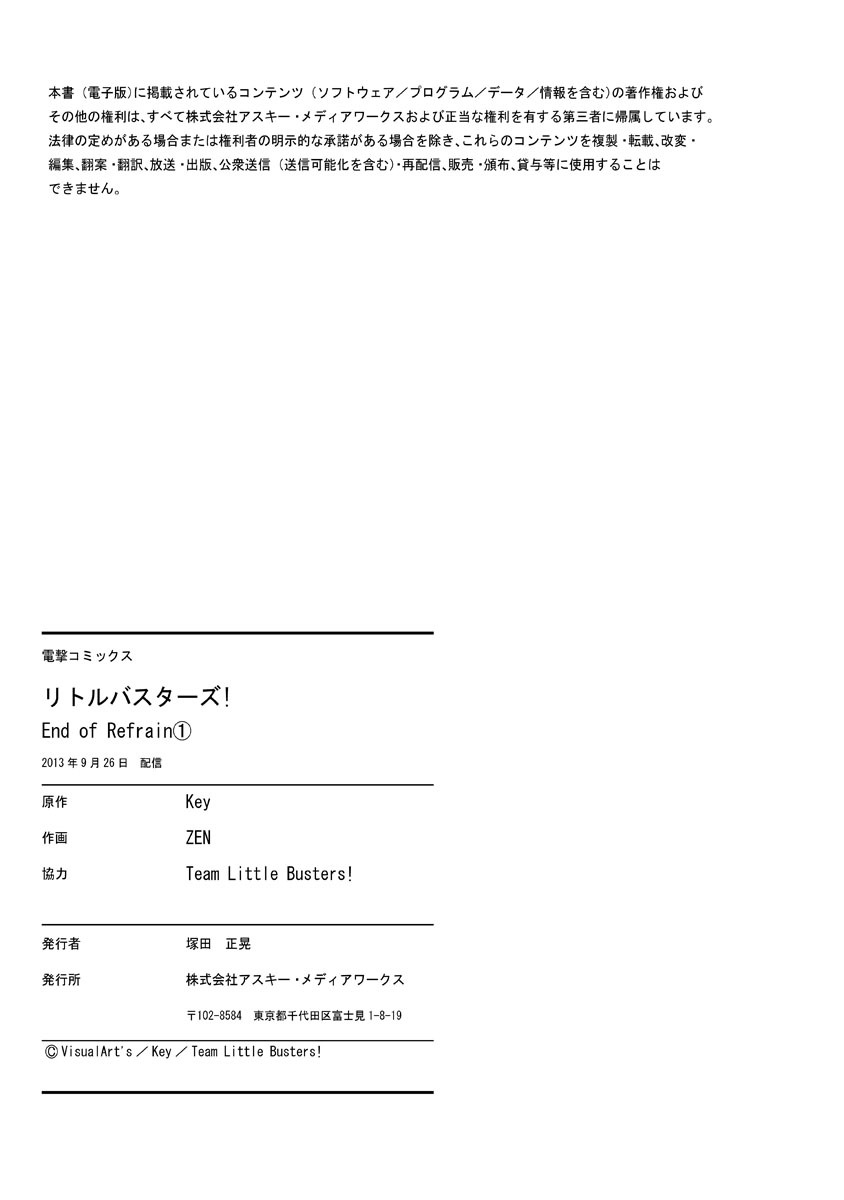 本書（電子版）に掲載されているコンテンツ（ソフトウェア／プログラム／データ／情報を含む）の著作権および
その他の権利は、すべて株式会社アスキー・メディアワークスおよび正当な権利を有する第三者に帰属しています。
法律の定めがある場合または権利者の明示的な承諾がある場合を除き、これらのコンテンツを複製・転載、改変・
編集、翻案・翻訳、放送・出版、公衆送信（送信可能化を含む）・再配信、販売・頒布、貸与等に使用することは
できません。
電撃コミックス
リトルバスターズ!
End of Refrain①
2013年9月26日　配信
原作　Key
作画　ZEN
協力　Team Little Busters!
発行者　塚田　正晃
発行所　株式会社アスキー・メディアワークス
〒102-8584　東京都千代田区富士見1-8-19
©VisualArt's／Key／Team Little Busters!